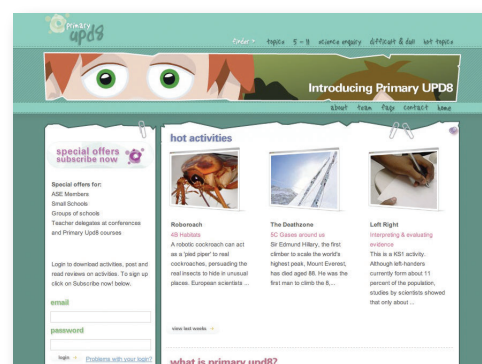 primary
upd8
finder >  topics  5 - 11  science enquiry  difficult & dull  hot topics
Introducing Primary UPD8
about  team  faqs  contact  home
special offers
subscribe now
Special offers for:
ASE Members
Small Schools
Groups of schools
Teacher delegates at conferences
and Primary Upd8 courses
Login to download activities, post and
read reviews on activities. To sign up
click on Subscribe now! below.
email
password
login  Problems with your login?
hot activities
Roboroach
4B Habitats
A robotic cockroach can act
as a 'pied piper' to real
cockroaches, persuading the
real insects to hide in unusual
places. European scientists ...
The Deathzone
5C Gases around us
Sir Edmund Hillary, the first
climber to scale the world's
highest peak, Mount Everest,
has died aged 88. He was the
first man to climb the 8,...
Left Right
Interpreting & evaluating
evidence
This is a KS1 activity.
Although left-handers
currently form about 11
percent of the population,
studies by scientists showed
that only about ...
view last weeks
what is primary upd8?